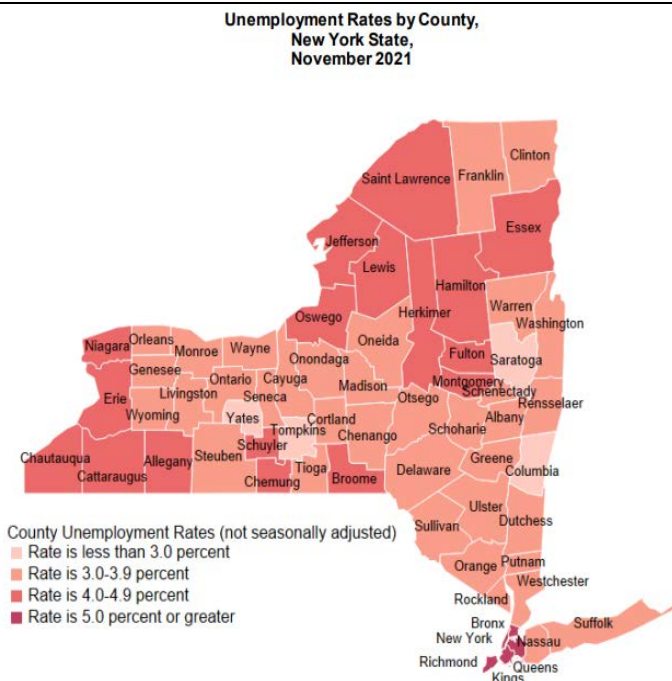 Unemployment Rates by County,
New York State,
November 2021
Clinton
Franklin
Saint Lawrence
Essex
Jefferson
Lewis
Hamilton
Herkimer
Warren
Washington
Oswego
Oneida
Niagara
Orleans
Monroe
Wayne
Fulton
Saratoga
Genesee
Onondaga
Ontario
Cayuga
Madison
Montgomery
Schenectady
Erie
Livingston
Seneca
Otsego
Rensselaer
Wyoming
Yates
Cortland
Albany
Tompkins
Chenango
Schoharie
Chautauqua
Cattaraugus
Allegany
Steuben
Schuyler
Chemung
Tioga
Broome
Delaware
Greene
Columbia
Ulster
Sullivan
Dutchess
Orange
Putnam
Westchester
Rockland
Bronx
New York
Nassau
Suffolk
Richmond
Queens
Kings
County Unemployment Rates (not seasonally adjusted)
Rate is less than 3.0 percent
Rate is 3.0-3.9 percent
Rate is 4.0-4.9 percent
Rate is 5.0 percent or greater